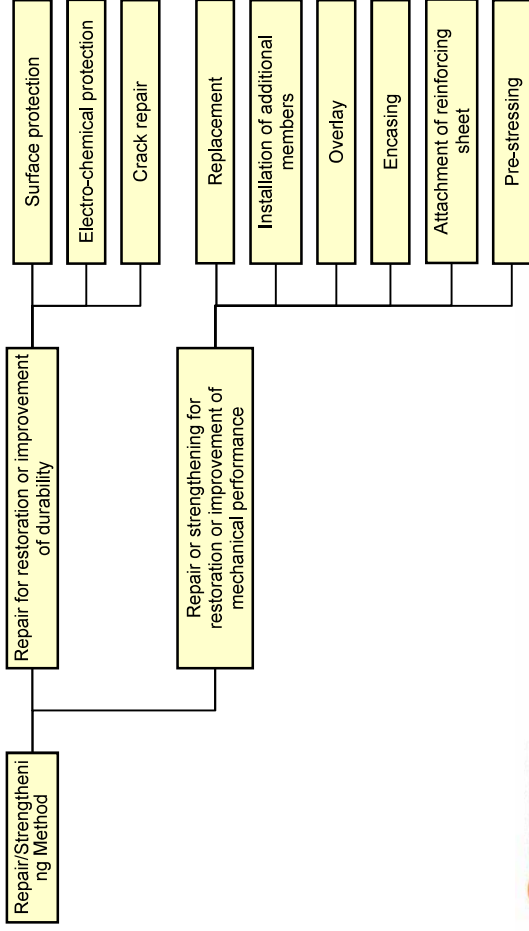 Repair/Strengtheni
ng Method
Repair for restoration or improvement
of durability
Surface protection
Electro-chemical protection
Crack repair
Repair or strengthening for
restoration or improvement of
mechanical performance
Replacement
Installation of additional
members
Overlay
Encasing
Attachment of reinforcing
sheet
Pre-stressing